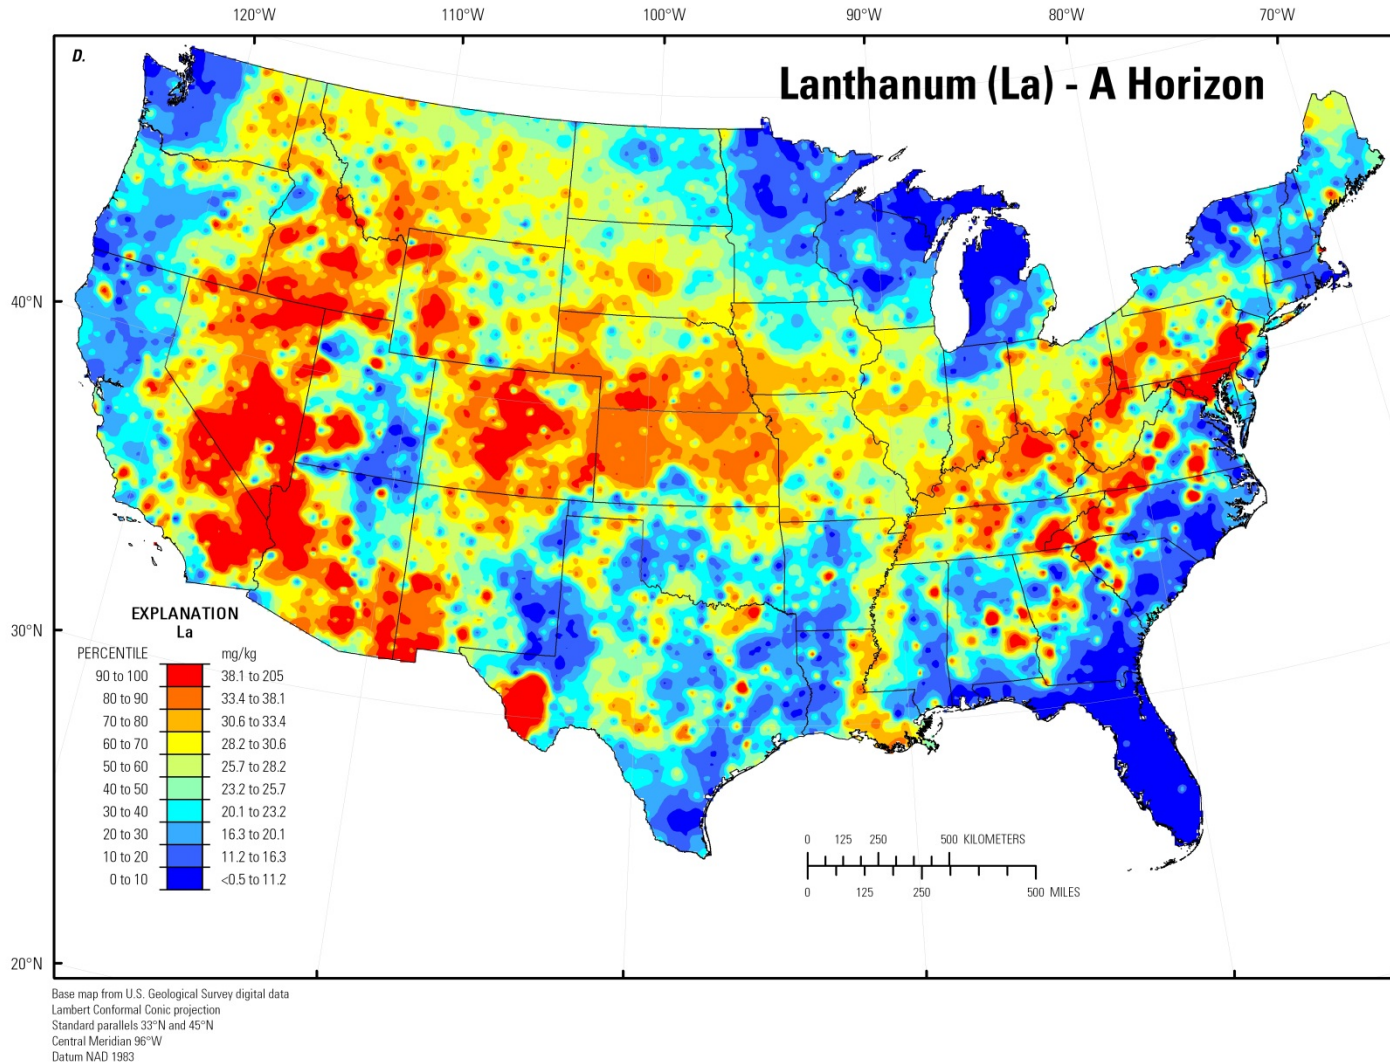 120°W 110°W 100°W 90°W 80°W 70°W
D.
Lanthanum (La) - A Horizon
40°N
30°N
20°N
EXPLANATION
La
PERCENTILE mg/kg
90 to 100 38.1 to 205
80 to 90 33.4 to 38.1
70 to 80 30.6 to 33.4
60 to 70 28.2 to 30.6
50 to 60 25.7 to 28.2
40 to 50 23.2 to 25.7
30 to 40 20.1 to 23.2
20 to 30 16.3 to 20.1
10 to 20 11.2 to 16.3
0 to 10 <0.5 to 11.2
0 125 250 500 KILOMETERS
0 125 250 500 MILES
Base map from U.S. Geological Survey digital data
Lambert Conformal Conic projection
Standard parallels 33°N and 45°N
Central Meridian 96°W
Datum NAD 1983